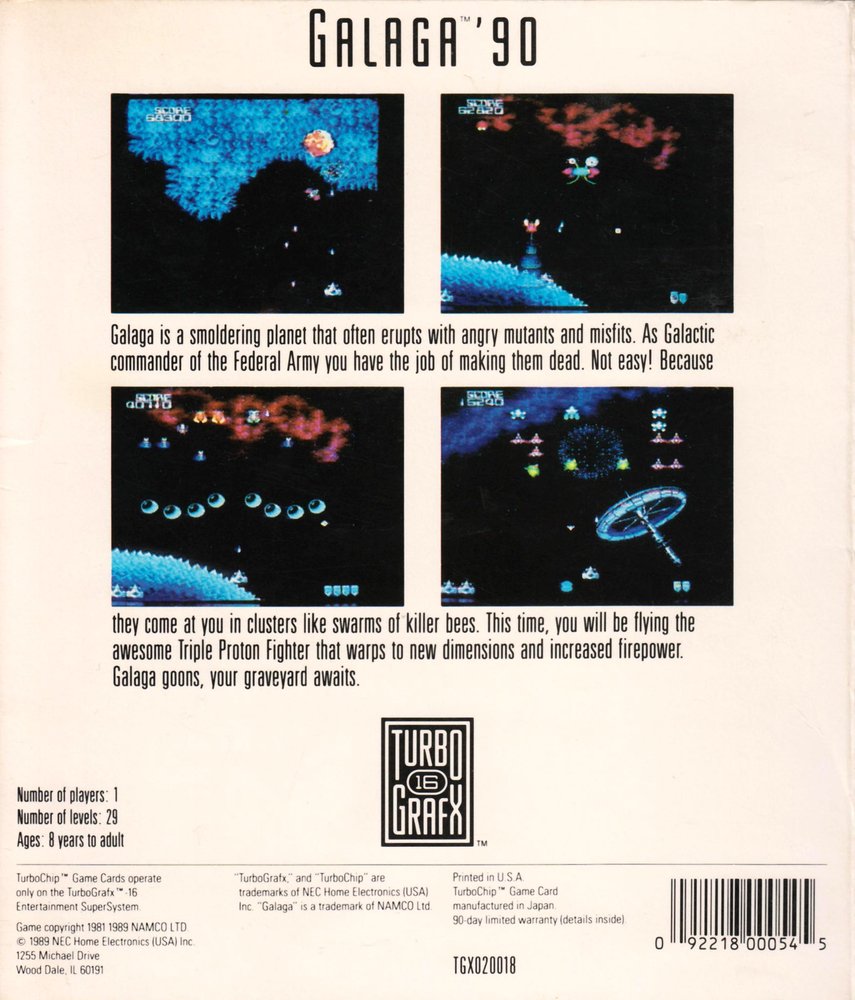 GALAGA™ '90
SCORE
68300
SCORE
62820
Galaga is a smoldering planet that often erupts with angry mutants and misfits. As Galactic
commander of the Federal Army you have the job of making them dead. Not easy! Because
SCORE
40110
SCORE
15240
they come at you in clusters like swarms of killer bees. This time, you will be flying the
awesome Triple Proton Fighter that warps to new dimensions and increased firepower.
Galaga goons, your graveyard awaits.
TURBO
16
GRAFX
™
Number of players: 1
Number of levels: 29
Ages: 8 years to adult
TurboChip™ Game Cards operate
only on the TurboGrafx™-16
Entertainment SuperSystem.
Game copyright 1981 1989 NAMCO LTD
© 1989 NEC Home Electronics (USA) Inc.
1255 Michael Drive
Wood Dale, IL 60191
"TurboGrafx," and "TurboChip" are
trademarks of NEC Home Electronics (USA)
Inc. "Galaga" is a trademark of NAMCO Ltd.
Printed in U.S.A.
TurboChip™ Game Card
manufactured in Japan.
90-day limited warranty (details inside).
TGX020018
0 92218 00054 5